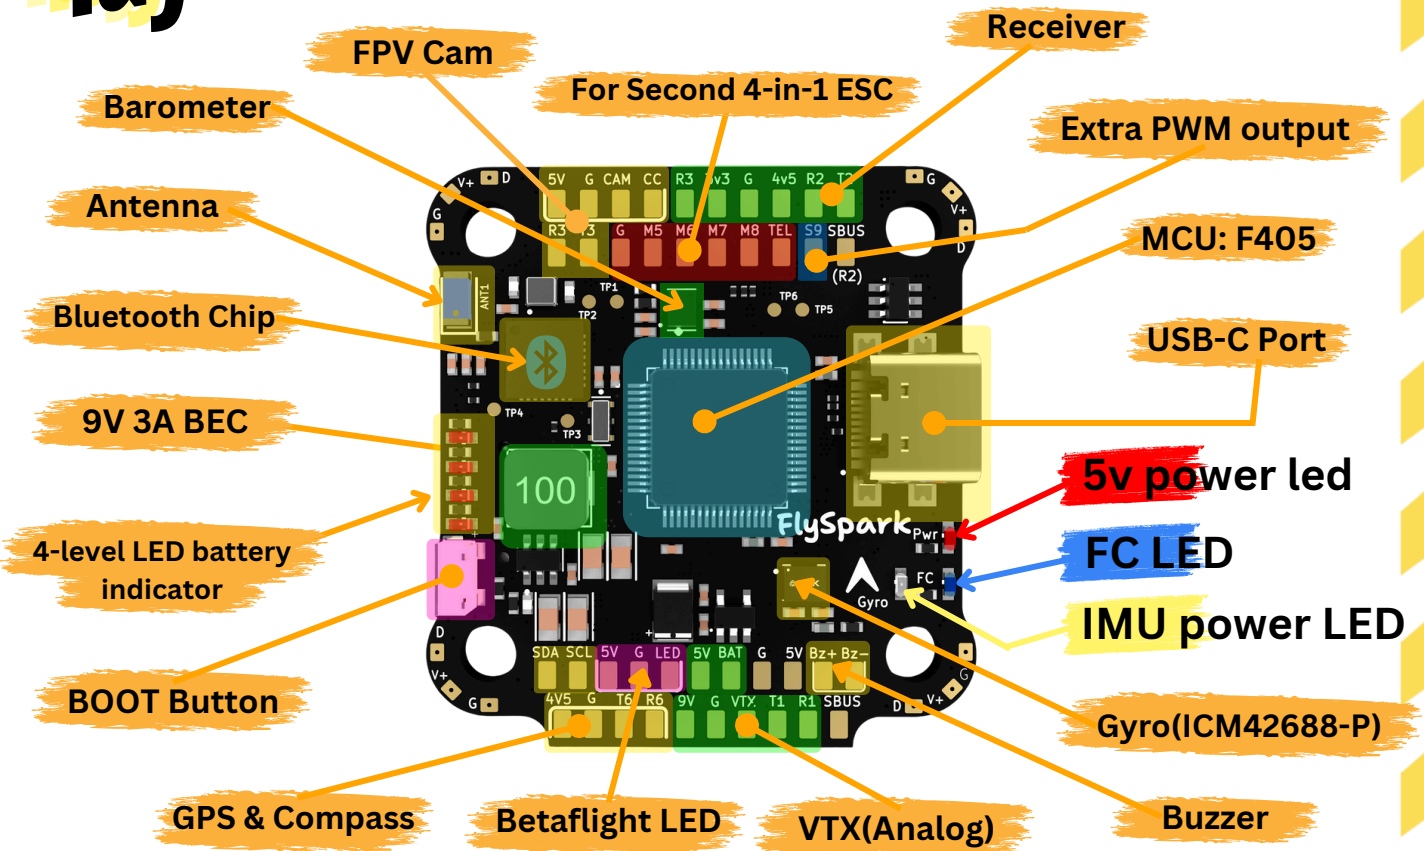 Receiver
FPV Cam
For Second 4-in-1 ESC
Barometer
Extra PWM output
Antenna
MCU: F405
Bluetooth Chip
USB-C Port
9V 3A BEC
5v power led
FC LED
4-level LED battery
indicator
IMU power LED
BOOT Button
Gyro(ICM42688-P)
GPS & Compass
Betaflight LED
VTX(Analog)
Buzzer
V+ D
G
5V G CAM CC R3 3v3 G 4v5 R2 T2
G
V+
D
R3 T3 G M5 M6 M7 M8 TEL S9 SBUS
(R2)
ANT1
TP1
TP2
TP6
TP5
TP4
TP3
100
FlySpark
Pwr
FC
Gyro
D
V+
G
SDA SCL 5V G LED 5V BAT G 5V Bz+ Bz-
4V5 G T6 R6 9V G VTX T1 R1 SBUS
D V+
G